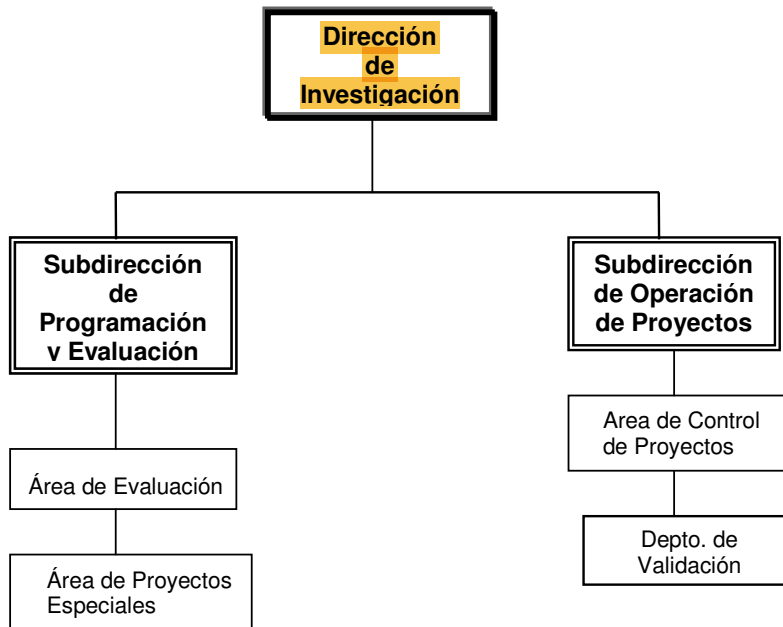 Dirección
de
Investigación
Subdirección
de
Programación
v Evaluación
Subdirección
de Operación
de Proyectos
Area de Control
de Proyectos
Área de Evaluación
Depto. de
Validación
Área de Proyectos
Especiales